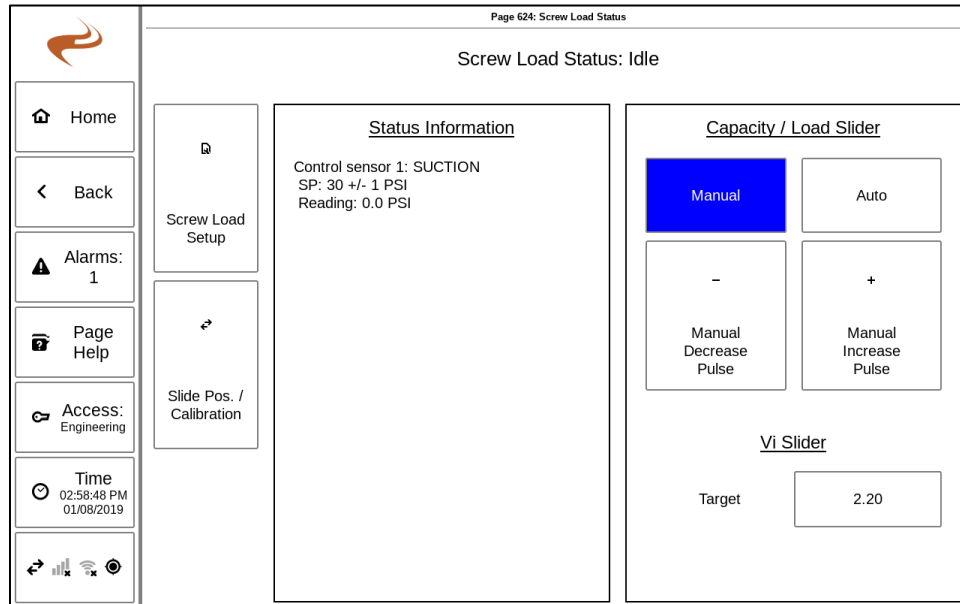 Page 624: Screw Load Status
Screw Load Status: Idle
Home
Back
Alarms:
1
Page
Help
Access:
Engineering
Time
02:58:48 PM
01/08/2019
Screw Load
Setup
Slide Pos. /
Calibration
Status Information
Control sensor 1: SUCTION
SP: 30 +/- 1 PSI
Reading: 0.0 PSI
Capacity / Load Slider
Manual
Auto
−
Manual
Decrease
Pulse
+
Manual
Increase
Pulse
Vi Slider
Target
2.20